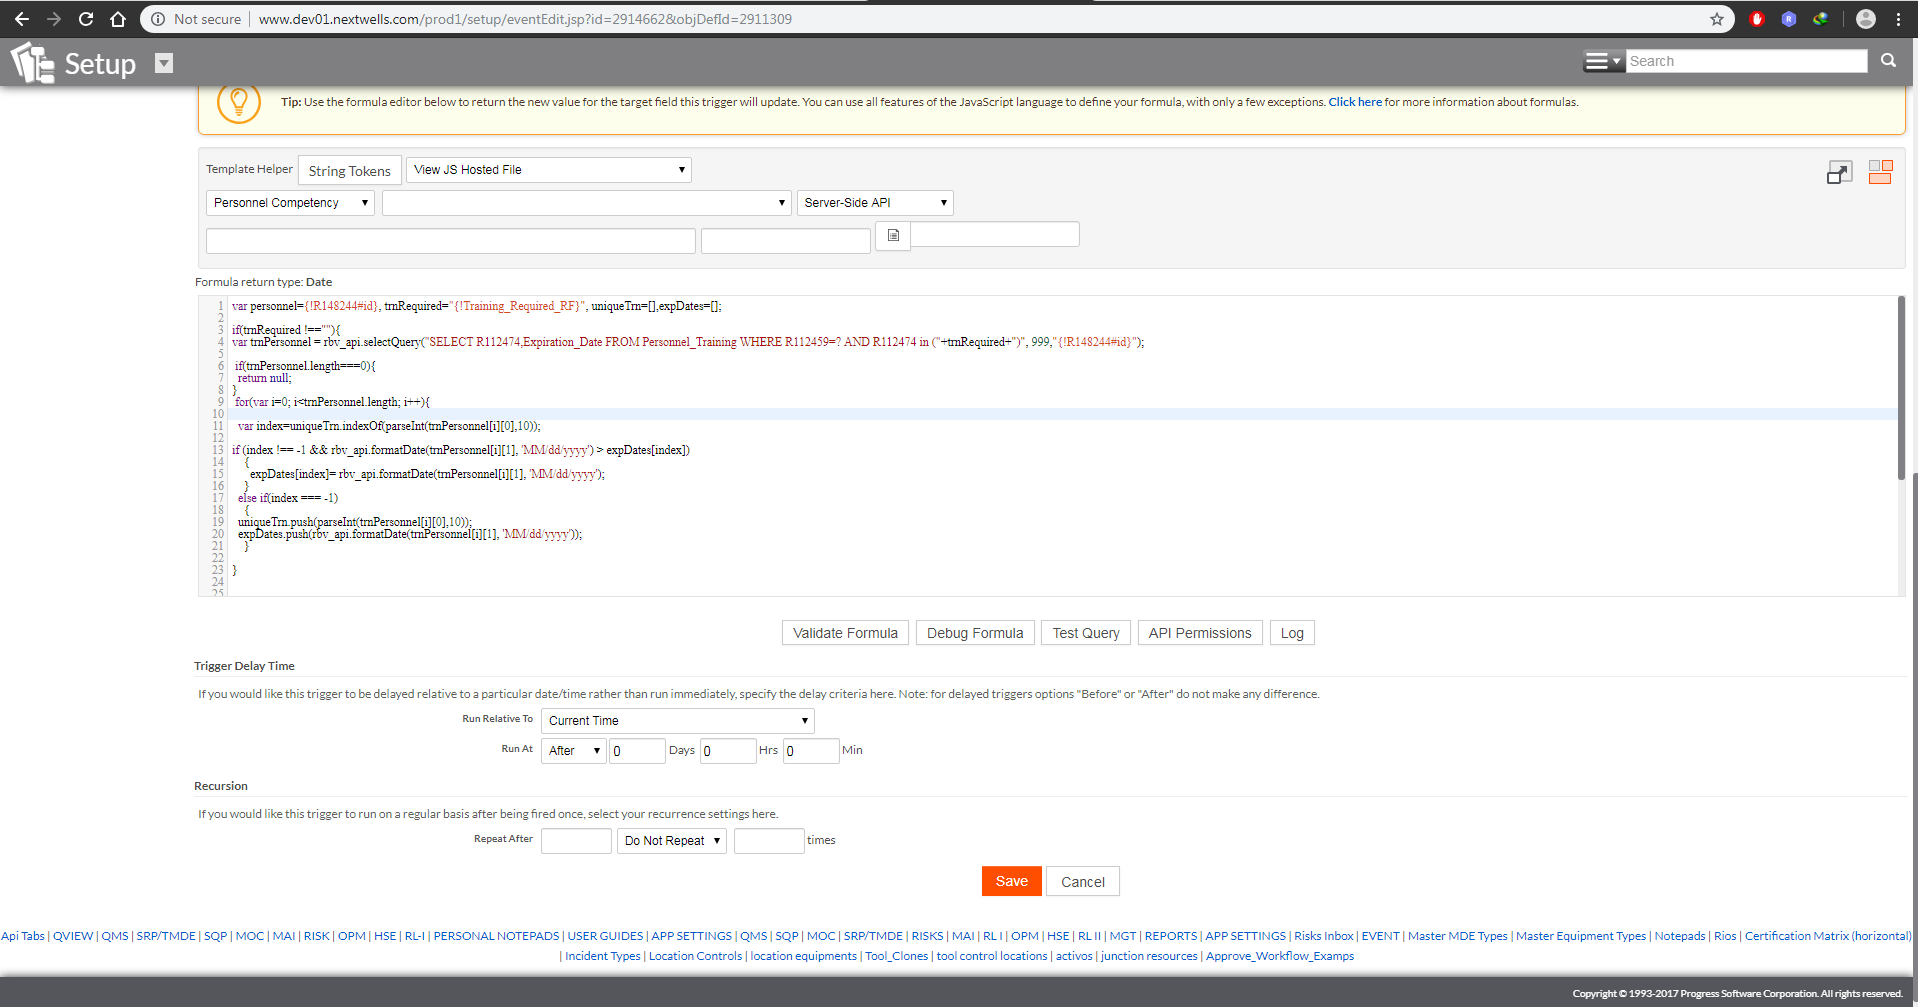 Not secure | www.dev01.nextwells.com/prod1/setup/eventEdit.jsp?id=2914662&objDefId=2911309
Setup
Search
Tip: Use the formula editor below to return the new value for the target field this trigger will update. You can use all features of the JavaScript language to define your formula, with only a few exceptions. Click here for more information about formulas.
Template Helper String Tokens View JS Hosted File
Personnel Competency Server-Side API
Formula return type: Date
1 var personnel={!R148244#id}, trnRequired="{!Training_Required_RF}", uniqueTrn=[],expDates=[];
2
3 if(trnRequired !==""){
4 var trnPersonnel = rbv_api.selectQuery("SELECT R112474,Expiration_Date FROM Personnel_Training WHERE R112459=? AND R112474 in ("+trnRequired+")", 999,"{!R148244#id}");
5
6 if(trnPersonnel.length===0){
7 return null;
8 }
9 for(var i=0; i<trnPersonnel.length; i++){
10
11 var index=uniqueTrn.indexOf(parseInt(trnPersonnel[i][0],10));
12
13 if (index !== -1 && rbv_api.formatDate(trnPersonnel[i][1], 'MM/dd/yyyy') > expDates[index])
14 {
15 expDates[index]= rbv_api.formatDate(trnPersonnel[i][1], 'MM/dd/yyyy');
16 }
17 else if(index === -1)
18 {
19 uniqueTrn.push(parseInt(trnPersonnel[i][0],10));
20 expDates.push(rbv_api.formatDate(trnPersonnel[i][1], 'MM/dd/yyyy'));
21 }
22
23 }
24
25
Validate Formula Debug Formula Test Query API Permissions Log
Trigger Delay Time
If you would like this trigger to be delayed relative to a particular date/time rather than run immediately, specify the delay criteria here. Note: for delayed triggers options "Before" or "After" do not make any difference.
Run Relative To Current Time
Run At After 0 Days 0 Hrs 0 Min
Recursion
If you would like this trigger to run on a regular basis after being fired once, select your recurrence settings here.
Repeat After Do Not Repeat times
Save Cancel
Api Tabs | QVIEW | QMS | SRP/TMDE | SQP | MOC | MAI | RISK | OPM | HSE | RL-I | PERSONAL NOTEPADS | USER GUIDES | APP SETTINGS | QMS | SQP | MOC | SRP/TMDE | RISKS | MAI | RL I | OPM | HSE | RL II | MGT | REPORTS | APP SETTINGS | Risks Inbox | EVENT | Master MDE Types | Master Equipment Types | Notepads | Rios | Certification Matrix (horizontal)
| Incident Types | Location Controls | location equipments | Tool_Clones | tool control locations | activos | junction resources | Approve_Workflow_Examps
Copyright © 1993-2017 Progress Software Corporation. All rights reserved.